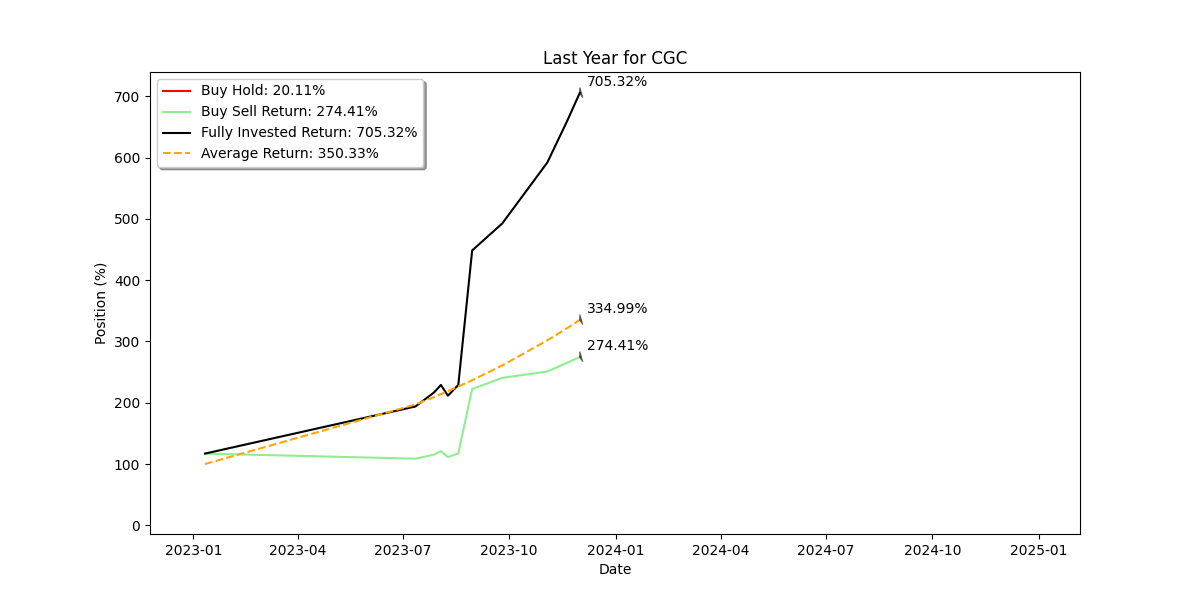 Last Year for CGC
Buy Hold: 20.11%
Buy Sell Return: 274.41%
Fully Invested Return: 705.32%
Average Return: 350.33%
705.32%
334.99%
274.41%
Position (%)
700
600
500
400
300
200
100
0
2023-01 2023-04 2023-07 2023-10 2024-01 2024-04 2024-07 2024-10 2025-01
Date